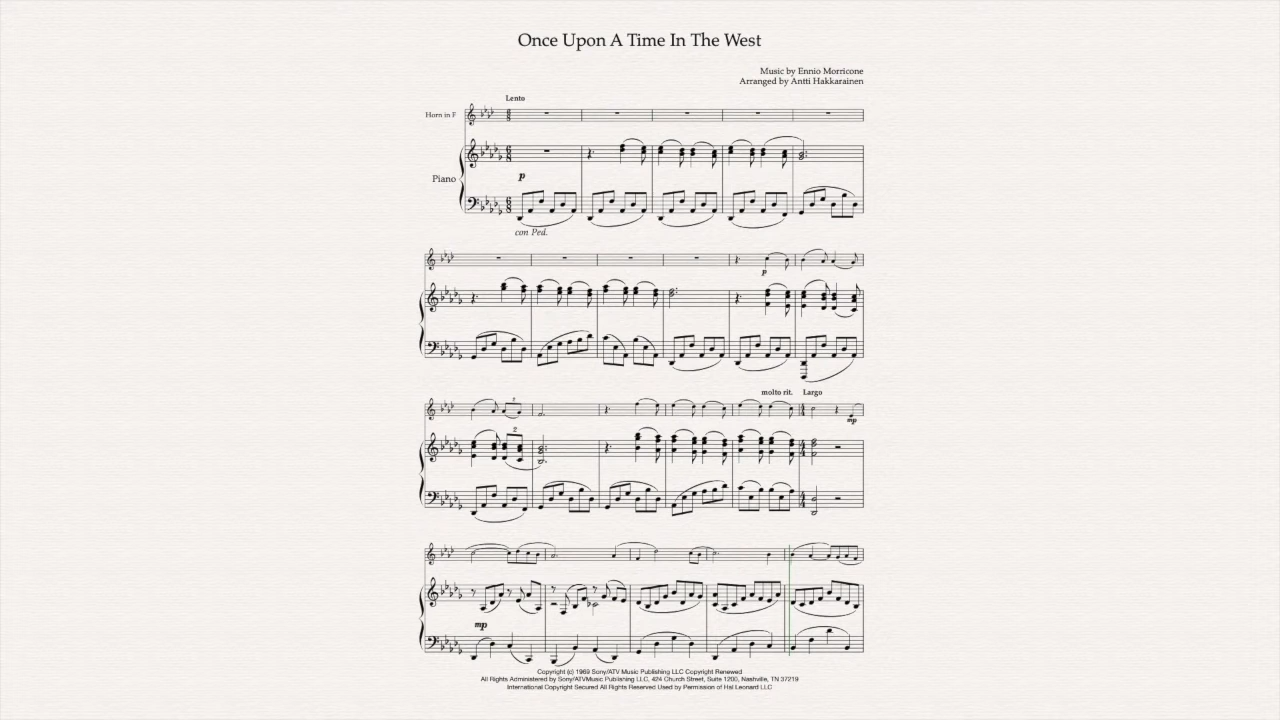 Once Upon A Time In The West
Music by Ennio Morricone
Arranged by Antti Hakkarainen
Lento
Horn in F
Piano
p
con Ped.
p
molto rit. Largo
mp
2
2
mp
Copyright (c) 1969 Sony/ATV Music Publishing LLC Copyright Renewed
All Rights Administered by Sony/ATVMusic Publishing LLC, 424 Church Street, Suite 1200, Nashville, TN 37219
International Copyright Secured All Rights Reserved Used by Permission of Hal Leonard LLC